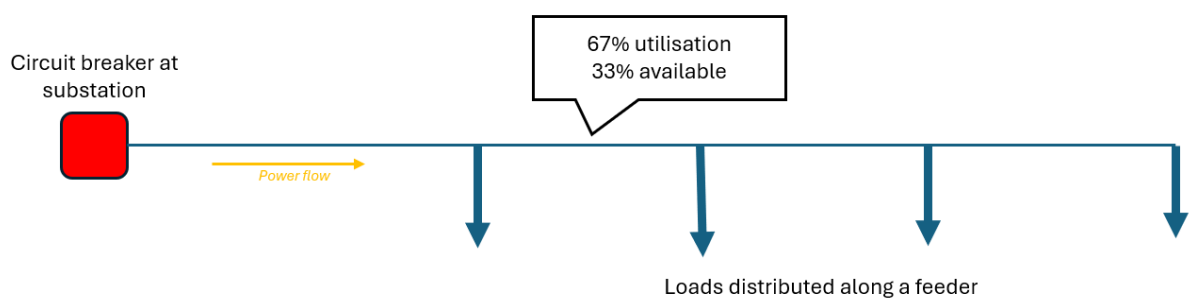 67% utilisation
33% available
Circuit breaker at
substation
Power flow
Loads distributed along a feeder